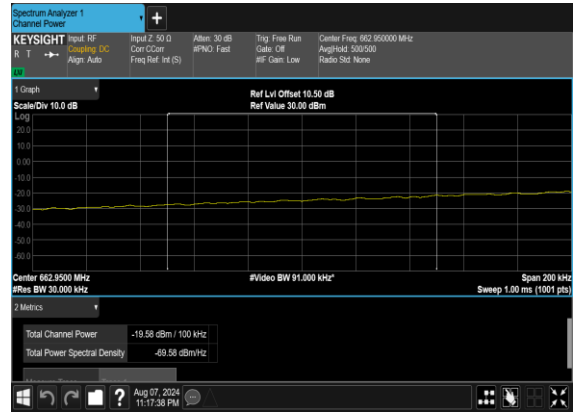 Spectrum Analyzer 1
Channel Power
+
KEYSIGHT Input: RF Input Z: 50 Ω Atten: 30 dB Trig: Free Run Center Freq: 662.950000 MHz
R T Coupling: DC Corr CCorr #PNO: Fast Gate: Off Avg|Hold: 500/500
Align: Auto Freq Ref: Int (S) #IF Gain: Low Radio Std: None
LXI
1 Graph
Ref Lvl Offset 10.50 dB
Scale/Div 10.0 dB Ref Value 30.00 dBm
Log
20.0
10.0
0.00
-10.0
-20.0
-30.0
-40.0
-50.0
-60.0
Center 662.9500 MHz #Video BW 91.000 kHz* Span 200 kHz
#Res BW 30.000 kHz Sweep 1.00 ms (1001 pts)
2 Metrics
Total Channel Power -19.58 dBm / 100 kHz
Total Power Spectral Density -69.58 dBm/Hz
? Aug 07, 2024
11:17:38 PM